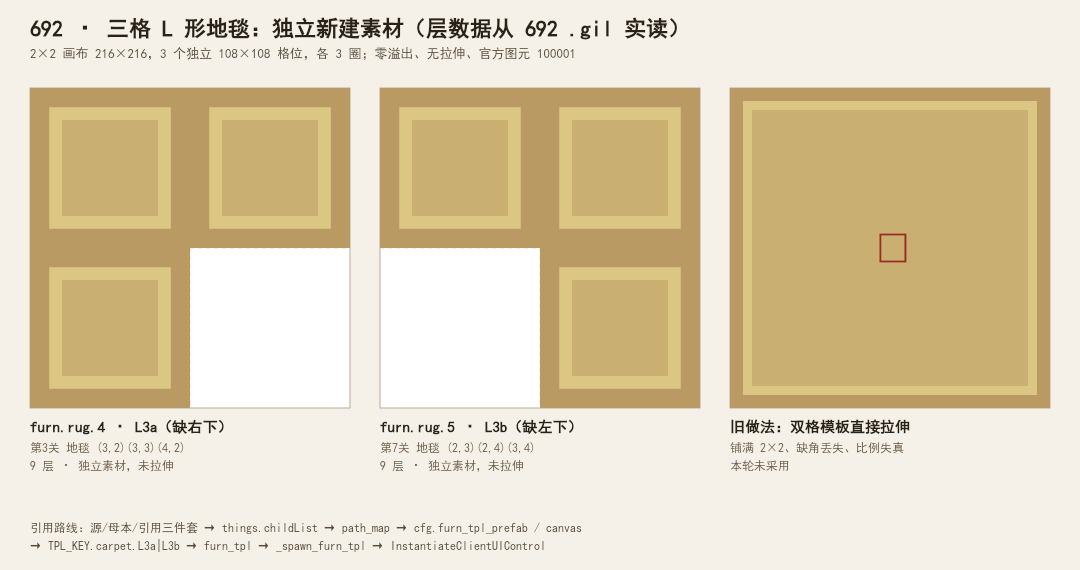 692 · 三格 L 形地毯：独立新建素材（层数据从 692 .gil 实读）
2×2 画布 216×216，3 个独立 108×108 格位，各 3 圈；零溢出、无拉伸、官方图元 100001
furn.rug.4 · L3a（缺右下）
第3关 地毯 (3,2)(3,3)(4,2)
9 层 · 独立素材，未拉伸
furn.rug.5 · L3b（缺左下）
第7关 地毯 (2,3)(2,4)(3,4)
9 层 · 独立素材，未拉伸
旧做法：双格模板直接拉伸
铺满 2×2、缺角丢失、比例失真
本轮未采用
引用路线：源/母本/引用三件套 → things.childList → path_map → cfg.furn_tpl_prefab / canvas
→ TPL_KEY.carpet.L3a|L3b → furn_tpl → _spawn_furn_tpl → InstantiateClientUIControl